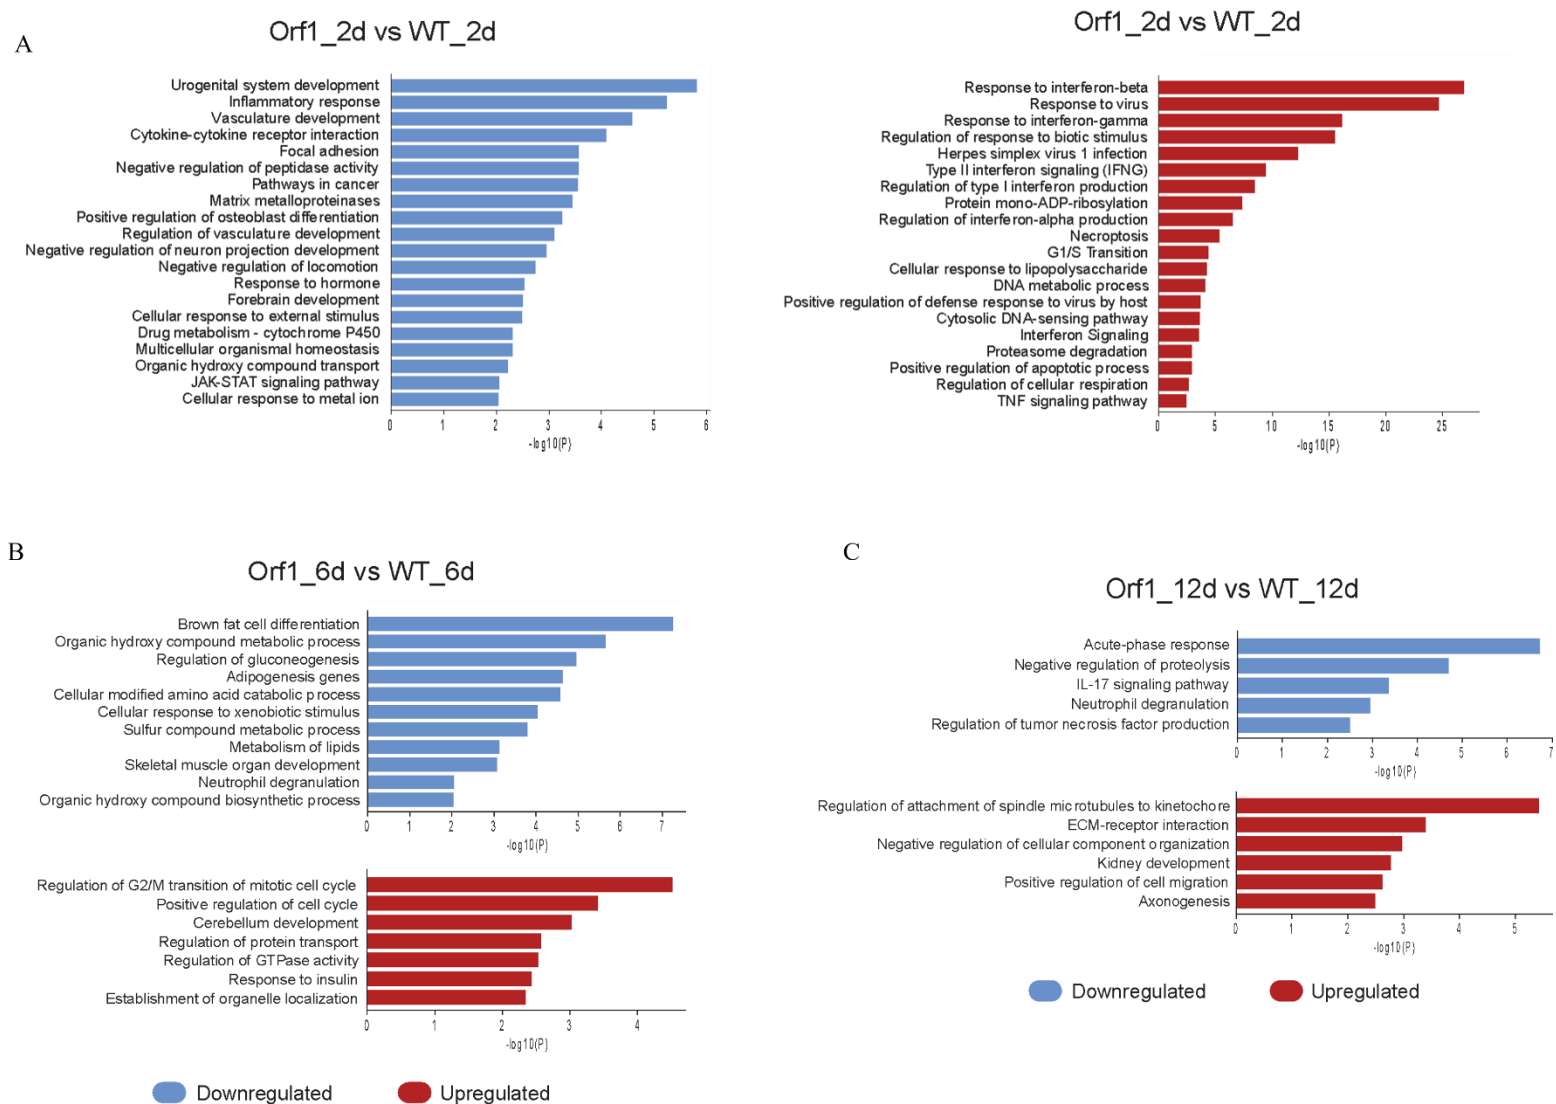 A
Orf1_2d vs WT_2d
Urogenital system development
Inflammatory response
Vasculature development
Cytokine-cytokine receptor interaction
Focal adhesion
Negative regulation of peptidase activity
Pathways in cancer
Matrix metalloproteinases
Positive regulation of osteoblast differentiation
Regulation of vasculature development
Negative regulation of neuron projection development
Negative regulation of locomotion
Response to hormone
Forebrain development
Cellular response to external stimulus
Drug metabolism - cytochrome P450
Multicellular organismal homeostasis
Organic hydroxy compound transport
JAK-STAT signaling pathway
Cellular response to metal ion
0 1 2 3 4 5 6
-log10(P)
Orf1_2d vs WT_2d
Response to interferon-beta
Response to virus
Response to interferon-gamma
Regulation of response to biotic stimulus
Herpes simplex virus 1 infection
Type II interferon signaling (IFNG)
Regulation of type I interferon production
Protein mono-ADP-ribosylation
Regulation of interferon-alpha production
Necroptosis
G1/S Transition
Cellular response to lipopolysaccharide
DNA metabolic process
Positive regulation of defense response to virus by host
Cytosolic DNA-sensing pathway
Interferon Signaling
Proteasome degradation
Positive regulation of apoptotic process
Regulation of cellular respiration
TNF signaling pathway
0 5 10 15 20 25
-log10(P)
B
Orf1_6d vs WT_6d
Brown fat cell differentiation
Organic hydroxy compound metabolic process
Regulation of gluconeogenesis
Adipogenesis genes
Cellular modified amino acid catabolic process
Cellular response to xenobiotic stimulus
Sulfur compound metabolic process
Metabolism of lipids
Skeletal muscle organ development
Neutrophil degranulation
Organic hydroxy compound biosynthetic process
0 1 2 3 4 5 6 7
-log10(P)
Regulation of G2/M transition of mitotic cell cycle
Positive regulation of cell cycle
Cerebellum development
Regulation of protein transport
Regulation of GTPase activity
Response to insulin
Establishment of organelle localization
0 1 2 3 4
-log10(P)
Downregulated Upregulated
C
Orf1_12d vs WT_12d
Acute-phase response
Negative regulation of proteolysis
IL-17 signaling pathway
Neutrophil degranulation
Regulation of tumor necrosis factor production
0 1 2 3 4 5 6 7
-log10(P)
Regulation of attachment of spindle microtubules to kinetochore
ECM-receptor interaction
Negative regulation of cellular component organization
Kidney development
Positive regulation of cell migration
Axonogenesis
0 1 2 3 4 5
-log10(P)
Downregulated Upregulated